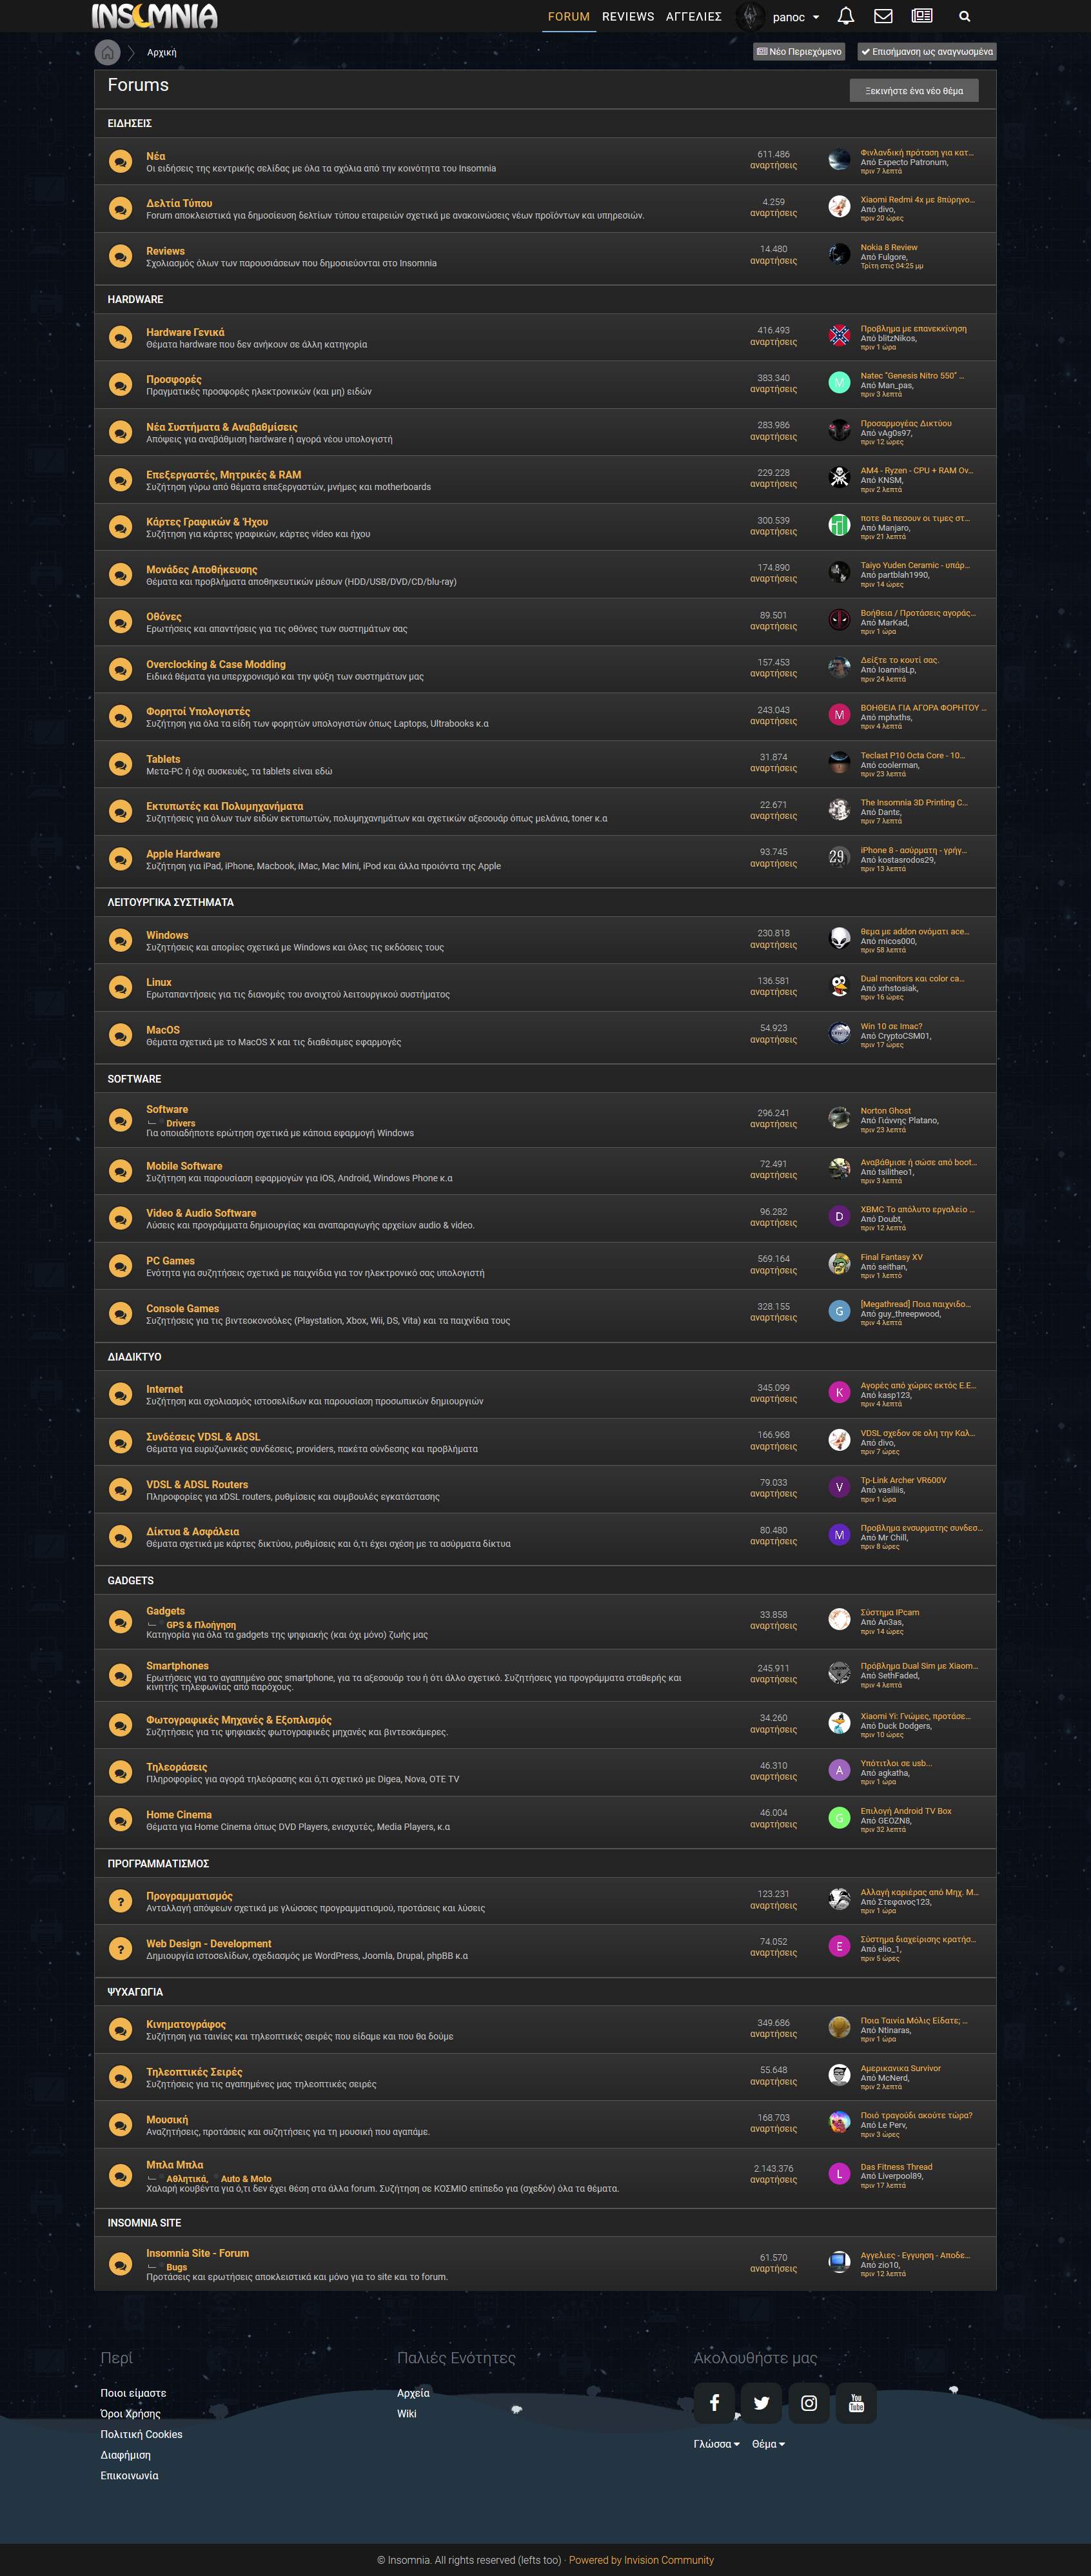 INSOMNIA
FORUM REVIEWS ΑΓΓΕΛΙΕΣ panoc
Αρχική
Νέο Περιεχόμενο Επισήμανση ως αναγνωσμένα
Forums
Ξεκινήστε ένα νέο θέμα
ΕΙΔΗΣΕΙΣ
Νέα
Οι ειδήσεις της κεντρικής σελίδας με όλα τα σχόλια από την κοινότητα του Insomnia
611.486
αναρτήσεις
Φινλανδική πρόταση για κατ...
Από Expecto Patronum,
πριν 7 λεπτά
Δελτία Τύπου
Forum αποκλειστικά για δημοσίευση δελτίων τύπου εταιρειών σχετικά με ανακοινώσεις νέων προϊόντων και υπηρεσιών.
4.259
αναρτήσεις
Xiaomi Redmi 4x με 8πύρηνο...
Από divo,
πριν 20 ώρες
Reviews
Σχολιασμός όλων των παρουσιάσεων που δημοσιεύονται στο Insomnia
14.480
αναρτήσεις
Nokia 8 Review
Από Fulgore,
Τρίτη στις 04:25 μμ
HARDWARE
Hardware Γενικά
Θέματα hardware που δεν ανήκουν σε άλλη κατηγορία
416.493
αναρτήσεις
Προβλημα με επανεκκίνηση
Από blitzNikos,
πριν 1 ώρα
Προσφορές
Πραγματικές προσφορές ηλεκτρονικών (και μη) ειδών
383.340
αναρτήσεις
M
Natec "Genesis Nitro 550" ...
Από Man_pas,
πριν 3 λεπτά
Νέα Συστήματα & Αναβαθμίσεις
Απόψεις για αναβάθμιση hardware ή αγορά νέου υπολογιστή
283.986
αναρτήσεις
Προσαρμογέας Δικτύου
Από vAg0s97,
πριν 12 ώρες
Επεξεργαστές, Μητρικές & RAM
Συζήτηση γύρω από θέματα επεξεργαστών, μνήμες και motherboards
229.228
αναρτήσεις
AM4 - Ryzen - CPU + RAM Ov...
Από KNSM,
πριν 2 λεπτά
Κάρτες Γραφικών & Ήχου
Συζήτηση για κάρτες γραφικών, κάρτες video και ήχου
300.539
αναρτήσεις
ποτε θα πεσουν οι τιμες στ...
Από Manjaro,
πριν 21 λεπτά
Μονάδες Αποθήκευσης
Θέματα και προβλήματα αποθηκευτικών μέσων (HDD/USB/DVD/CD/blu-ray)
174.890
αναρτήσεις
Taiyo Yuden Ceramic - υπάρ...
Από partblah1990,
πριν 14 ώρες
Οθόνες
Ερωτήσεις και απαντήσεις για τις οθόνες των συστημάτων σας
89.501
αναρτήσεις
Βοήθεια / Προτάσεις αγοράς...
Από MarKad,
πριν 1 ώρα
Overclocking & Case Modding
Ειδικά θέματα για υπερχρονισμό και την ψύξη των συστημάτων μας
157.453
αναρτήσεις
Δείξτε το κουτί σας.
Από IoannisLp,
πριν 24 λεπτά
Φορητοί Υπολογιστές
Συζήτηση για όλα τα είδη των φορητών υπολογιστών όπως Laptops, Ultrabooks κ.α
243.043
αναρτήσεις
M
ΒΟΗΘΕΙΑ ΓΙΑ ΑΓΟΡΑ ΦΟΡΗΤΟΥ ...
Από mphxths,
πριν 4 λεπτά
Tablets
Μετα-PC ή όχι συσκευές, τα tablets είναι εδώ
31.874
αναρτήσεις
Teclast P10 Octa Core - 10...
Από coolerman,
πριν 23 λεπτά
Εκτυπωτές και Πολυμηχανήματα
Συζητήσεις για όλων των ειδών εκτυπωτών, πολυμηχανημάτων και σχετικών αξεσουάρ όπως μελάνια, toner κ.α
22.671
αναρτήσεις
The Insomnia 3D Printing C...
Από Dantε,
πριν 7 λεπτά
Apple Hardware
Συζήτηση για iPad, iPhone, Macbook, iMac, Mac Mini, iPod και άλλα προιόντα της Apple
93.745
αναρτήσεις
29
iPhone 8 - ασύρματη - γρήγ...
Από kostasrodos29,
πριν 13 λεπτά
ΛΕΙΤΟΥΡΓΙΚΑ ΣΥΣΤΗΜΑΤΑ
Windows
Συζητήσεις και απορίες σχετικά με Windows και όλες τις εκδόσεις τους
230.818
αναρτήσεις
θεμα με addon ονόματι ace...
Από micos000,
πριν 58 λεπτά
Linux
Ερωταπαντήσεις για τις διανομές του ανοιχτού λειτουργικού συστήματος
136.581
αναρτήσεις
Dual monitors και color ca...
Από xrhstosiak,
πριν 16 ώρες
MacOS
Θέματα σχετικά με το MacOS X και τις διαθέσιμες εφαρμογές
54.923
αναρτήσεις
Win 10 σε Imac?
Από CryptoCSM01,
πριν 17 ώρες
SOFTWARE
Software
Drivers
Για οποιαδήποτε ερώτηση σχετικά με κάποια εφαρμογή Windows
296.241
αναρτήσεις
Norton Ghost
Από Γιάννης Platano,
πριν 23 λεπτά
Mobile Software
Συζήτηση και παρουσίαση εφαρμογών για iOS, Android, Windows Phone κ.α
72.491
αναρτήσεις
Αναβάθμισε ή σώσε από boot...
Από tsilitheo1,
πριν 3 λεπτά
Video & Audio Software
Λύσεις και προγράμματα δημιουργίας και αναπαραγωγής αρχείων audio & video.
96.282
αναρτήσεις
D
XBMC Το απόλυτο εργαλείο ...
Από Doubt,
πριν 12 λεπτά
PC Games
Ενότητα για συζητήσεις σχετικά με παιχνίδια για τον ηλεκτρονικό σας υπολογιστή
569.164
αναρτήσεις
Final Fantasy XV
Από seithan,
πριν 1 λεπτό
Console Games
Συζητήσεις για τις βιντεοκονσόλες (Playstation, Xbox, Wii, DS, Vita) και τα παιχνίδια τους
328.155
αναρτήσεις
G
[Megathread] Ποια παιχνιδο...
Από guy_threepwood,
πριν 4 λεπτά
ΔΙΑΔΙΚΤΥΟ
Internet
Συζήτηση και σχολιασμός ιστοσελίδων και παρουσίαση προσωπικών δημιουργιών
345.099
αναρτήσεις
K
Αγορές από χώρες εκτός Ε.Ε...
Από kasp123,
πριν 4 λεπτά
Συνδέσεις VDSL & ADSL
Θέματα για ευρυζωνικές συνδέσεις, providers, πακέτα σύνδεσης και προβλήματα
166.968
αναρτήσεις
VDSL σχεδον σε ολη την Καλ...
Από divo,
πριν 7 ώρες
VDSL & ADSL Routers
Πληροφορίες για xDSL routers, ρυθμίσεις και συμβουλές εγκατάστασης
79.033
αναρτήσεις
V
Tp-Link Archer VR600V
Από vasiliis,
πριν 1 ώρα
Δίκτυα & Ασφάλεια
Θέματα σχετικά με κάρτες δικτύου, ρυθμίσεις και ό,τι έχει σχέση με τα ασύρματα δίκτυα
80.480
αναρτήσεις
M
Προβλημα ενσυρματης συνδεσ...
Από Mr Chill,
πριν 8 ώρες
GADGETS
Gadgets
GPS & Πλοήγηση
Κατηγορία για όλα τα gadgets της ψηφιακής (και όχι μόνο) ζωής μας
33.858
αναρτήσεις
Σύστημα IPcam
Από An3as,
πριν 14 ώρες
Smartphones
Ερωτήσεις για το αγαπημένο σας smartphone, για τα αξεσουάρ του ή ότι άλλο σχετικό. Συζητήσεις για προγράμματα σταθερής και
κινητής τηλεφωνίας από παρόχους.
245.911
αναρτήσεις
Πρόβλημα Dual Sim με Xiaom...
Από SethFaded,
πριν 4 λεπτά
Φωτογραφικές Μηχανές & Εξοπλισμός
Συζητήσεις για τις ψηφιακές φωτογραφικές μηχανές και βιντεοκάμερες.
34.260
αναρτήσεις
Xiaomi Yi: Γνώμες, προτάσε...
Από Duck Dodgers,
πριν 10 ώρες
Τηλεοράσεις
Πληροφορίες για αγορά τηλεόρασης και ό,τι σχετικό με Digea, Nova, OTE TV
46.310
αναρτήσεις
A
Υπότιτλοι σε usb...
Από agkatha,
πριν 1 ώρα
Home Cinema
Θέματα για Home Cinema όπως DVD Players, ενισχυτές, Media Players, κ.α
46.004
αναρτήσεις
G
Επιλογή Android TV Box
Από GEOZN8,
πριν 32 λεπτά
ΠΡΟΓΡΑΜΜΑΤΙΣΜΟΣ
Προγραμματισμός
Ανταλλαγή απόψεων σχετικά με γλώσσες προγραμματισμού, προτάσεις και λύσεις
123.231
αναρτήσεις
Αλλαγή καριέρας από Μηχ. Μ...
Από Στεφανος123,
πριν 1 ώρα
Web Design - Development
Δημιουργία ιστοσελίδων, σχεδιασμός με WordPress, Joomla, Drupal, phpBB κ.α
74.052
αναρτήσεις
E
Σύστημα διαχείρισης κρατήσ...
Από elio_1,
πριν 5 ώρες
ΨΥΧΑΓΩΓΙΑ
Κινηματογράφος
Συζήτηση για ταινίες και τηλεοπτικές σειρές που είδαμε και που θα δούμε
349.686
αναρτήσεις
Ποια Ταινία Μόλις Είδατε; ...
Από Ntinaras,
πριν 1 ώρα
Τηλεοπτικές Σειρές
Συζητήσεις για τις αγαπημένες μας τηλεοπτικές σειρές
55.648
αναρτήσεις
Αμερικανικα Survivor
Από McNerd,
πριν 2 λεπτά
Μουσική
Αναζητήσεις, προτάσεις και συζητήσεις για τη μουσική που αγαπάμε.
168.703
αναρτήσεις
Ποιό τραγούδι ακούτε τώρα?
Από Le Perv,
πριν 3 ώρες
Μπλα Μπλα
Αθλητικά, Auto & Moto
Χαλαρή κουβέντα για ό,τι δεν έχει θέση στα άλλα forum. Συζήτηση σε ΚΟΣΜΙΟ επίπεδο για (σχεδόν) όλα τα θέματα.
2.143.376
αναρτήσεις
L
Das Fitness Thread
Από Liverpool89,
πριν 17 λεπτά
INSOMNIA SITE
Insomnia Site - Forum
Bugs
Προτάσεις και ερωτήσεις αποκλειστικά και μόνο για το site και το forum.
61.570
αναρτήσεις
Αγγελιες - Εγγυηση - Αποδε...
Από zio10,
πριν 12 λεπτά
Περί
Ποιοι είμαστε
Όροι Χρήσης
Πολιτική Cookies
Διαφήμιση
Επικοινωνία
Παλιές Ενότητες
Αρχεία
Wiki
Ακολουθήστε μας
You Tube
Γλώσσα Θέμα
© Insomnia. All rights reserved (lefts too) · Powered by Invision Community